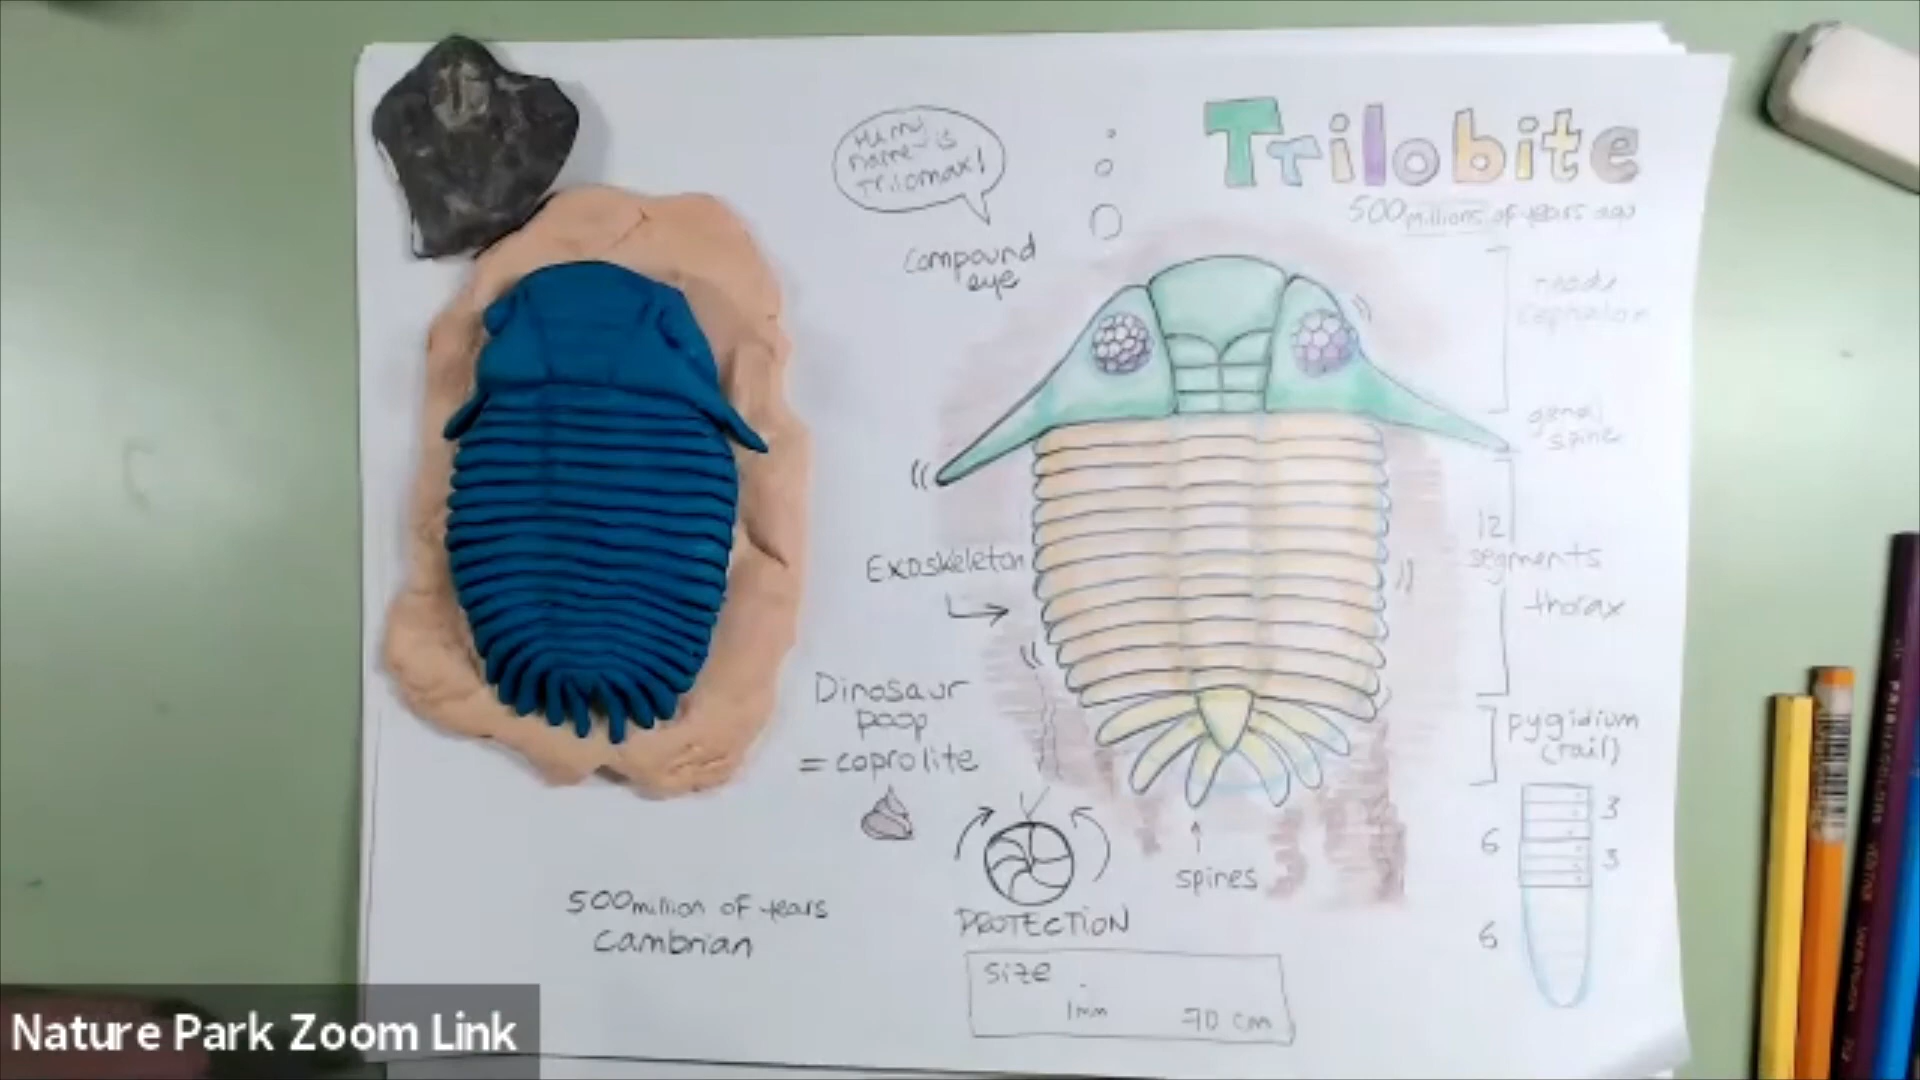 Trilobite
500 millions of years ago
Hi my
name is
Trilomax!
Compound
eye
cephalon
genal
spine
12
segments
thorax
Exoskeleton
Dinosaur
poop
= coprolite
pygidium
(tail)
3
6
3
6
spines
PROTECTION
500 million of years
Cambrian
size
1mm
70 cm
Nature Park Zoom Link